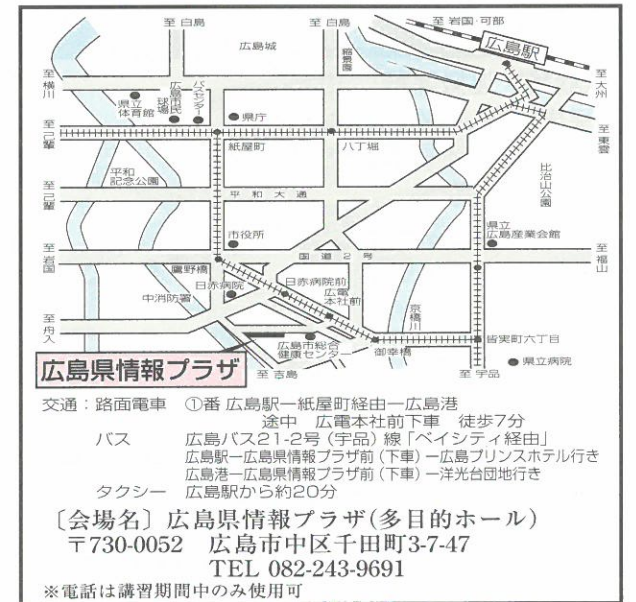 至白島
至白島
至岩国・可部
広島城
縮景園
広島駅
至横川
県立
体育館
広島市民
球場
バスセンター
県庁
至大州
至己斐
紙屋町
八丁堀
至東雲
平和
記念公園
比治山公園
至己斐
平和大通
市役所
県立
広島産業会館
至岩国
国道2号
至福山
鷹野橋
日赤病院
日赤病院前
広電
本社前
中消防署
京橋川
至舟入
広島市総合
健康センター
御幸橋
皆実町六丁目
広島県情報プラザ
至吉島
至宇品
県立病院
交通：路面電車 ①番 広島駅ー紙屋町経由ー広島港
途中 広電本社前下車 徒歩7分
バス 広島バス21-2号（宇品）線「ベイシティ経由」
広島駅ー広島県情報プラザ前（下車）ー広島プリンスホテル行き
広島港ー広島県情報プラザ前（下車）ー洋光台団地行き
タクシー 広島駅から約20分
〔会場名〕広島県情報プラザ(多目的ホール)
〒730-0052 広島市中区千田町3-7-47
TEL 082-243-9691
※電話は講習期間中のみ使用可